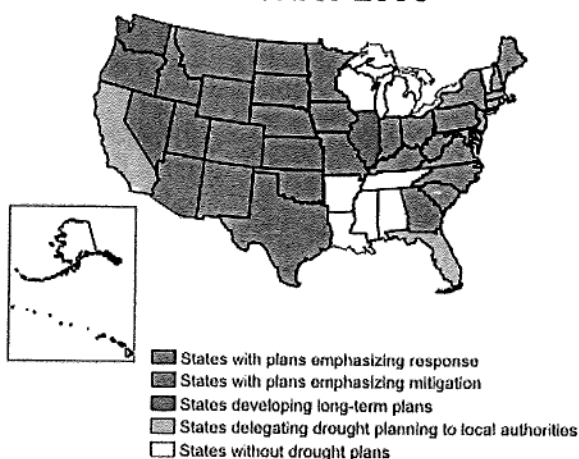 States with plans emphasizing response
States with plans emphasizing mitigation
States developing long-term plans
States delegating drought planning to local authorities
States without drought plans